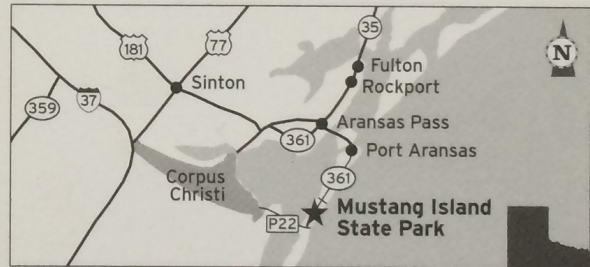 35
181
77
N
Fulton
Sinton
Rockport
37
359
Aransas Pass
361
Port Aransas
Corpus
Christi
361
Mustang Island
State Park
P22